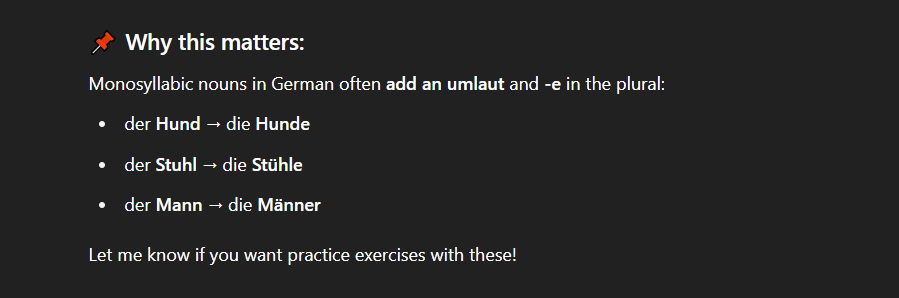 📌 Why this matters:
Monosyllabic nouns in German often add an umlaut and -e in the plural:
• der Hund → die Hunde
• der Stuhl → die Stühle
• der Mann → die Männer
Let me know if you want practice exercises with these!